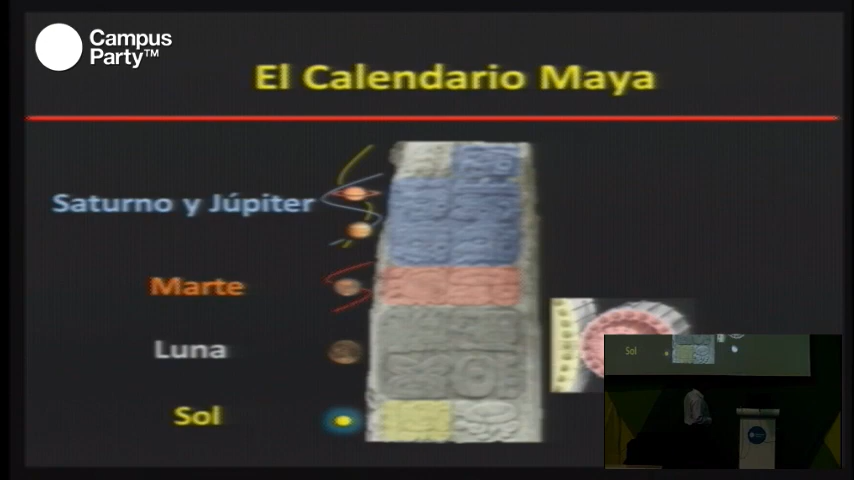 Campus
Party™
El Calendario Maya
Saturno y Júpiter
Marte
Luna
Sol
Sol